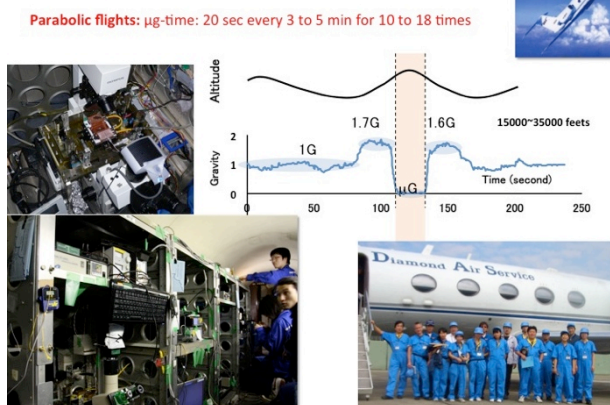 Parabolic flights: µg-time: 20 sec every 3 to 5 min for 10 to 18 times
Altitude
1.7G
1.6G
15000~35000 feets
1G
Gravity
2
1
0
µG
Time (second)
0
50
100
150
200
250
Diamond Air Service